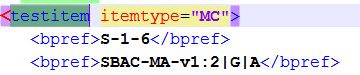 <testitem itemtype="MC">
<bpref>S-1-6</bpref>
<bpref>SBAC-MA-v1:2|G|A</bpref>